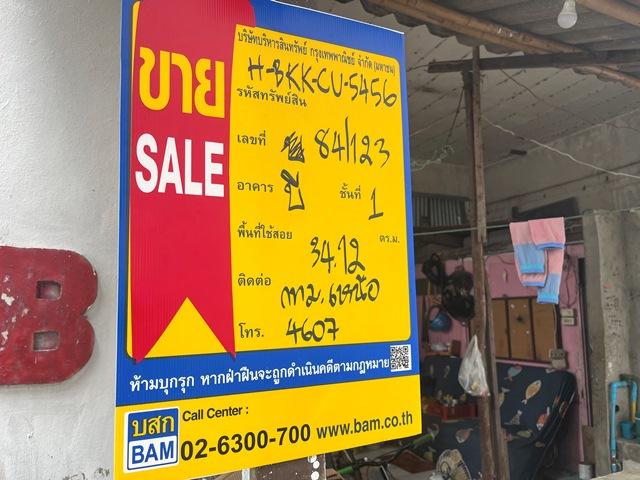 บริษัทบริหารสินทรัพย์ กรุงเทพพาณิชย์ จำกัด (มหาชน)
ขาย
SALE
H-BKK-CU-5456
รหัสทรัพย์สิน
เลขที่ 84/123
อาคาร บี ชั้นที่ 1
พื้นที่ใช้สอย 34.12 ตร.ม.
ติดต่อ กทม.เหนือ
โทร. 4607
ห้ามบุกรุก หากฝ่าฝืนจะถูกดำเนินคดีตามกฎหมาย
บสก
BAM
Call Center :
02-6300-700 www.bam.co.th
B